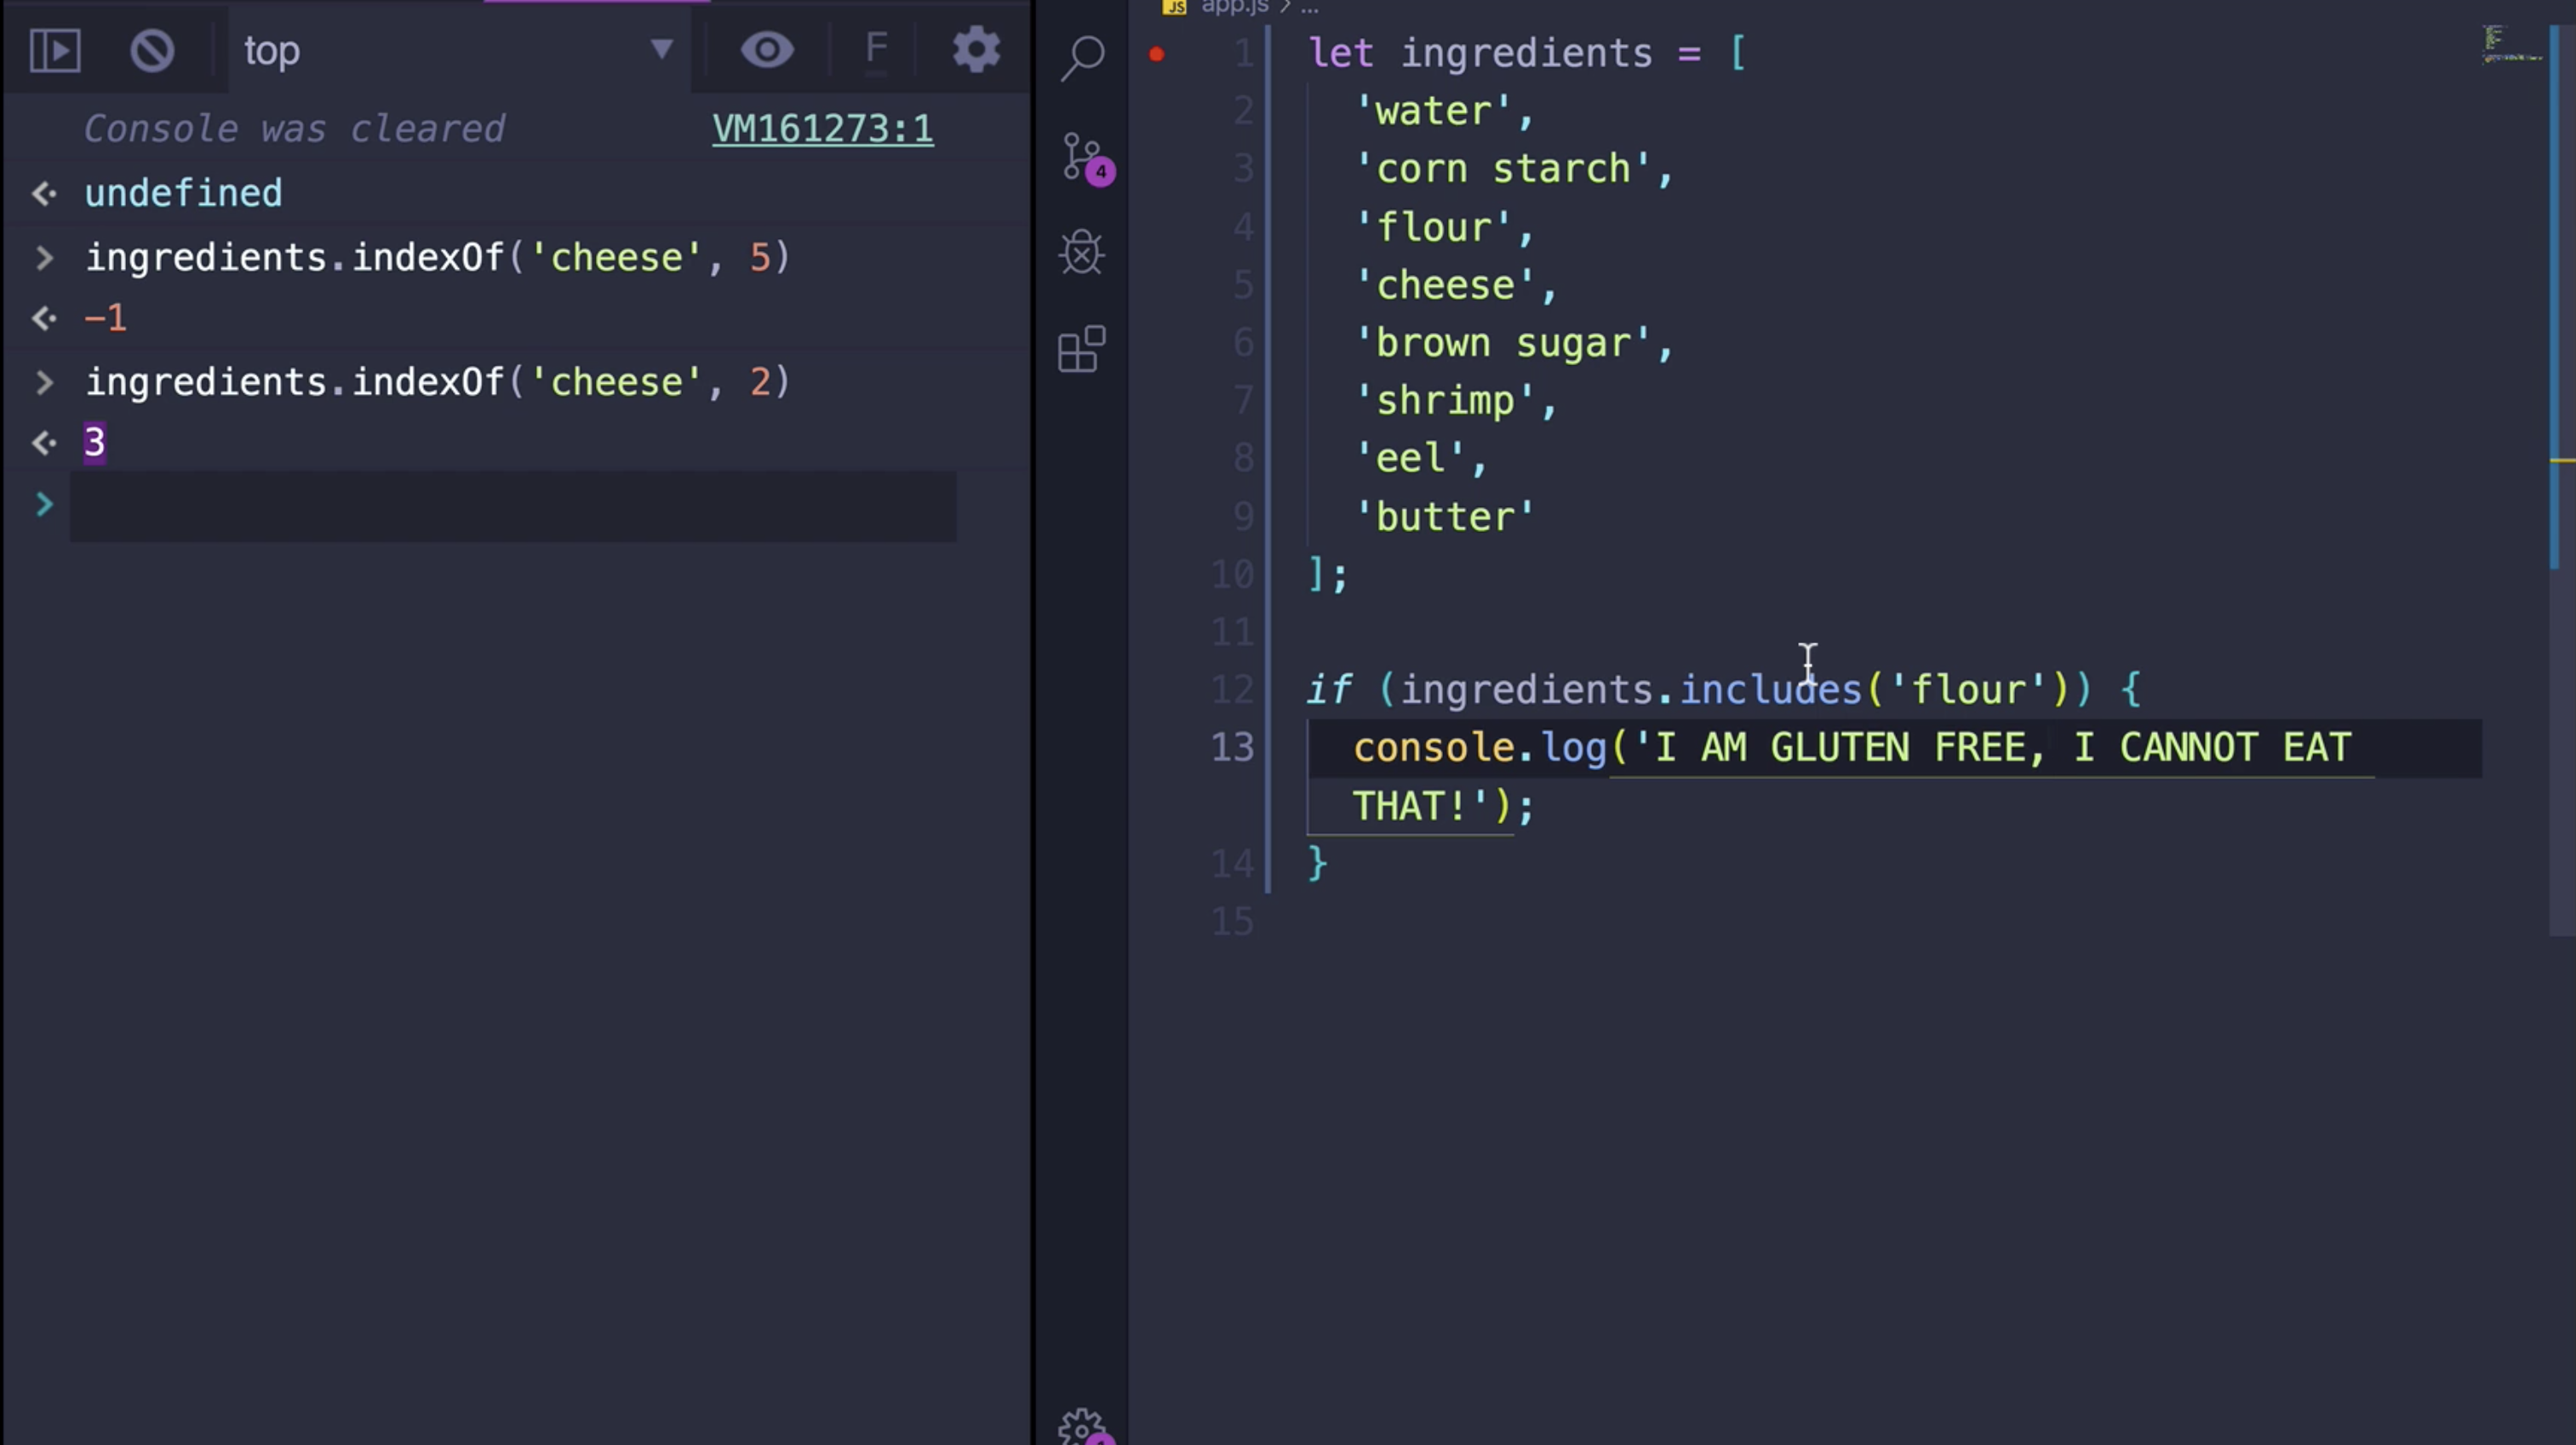 top
F
Console was cleared VM161273:1
undefined
ingredients.indexOf('cheese', 5)
-1
ingredients.indexOf('cheese', 2)
3
app.js > ...
4
1 let ingredients = [
2 'water',
3 'corn starch',
4 'flour',
5 'cheese',
6 'brown sugar',
7 'shrimp',
8 'eel',
9 'butter'
10 ];
11
12 if (ingredients.includes('flour')) {
13 console.log('I AM GLUTEN FREE, I CANNOT EAT
THAT!');
14 }
15